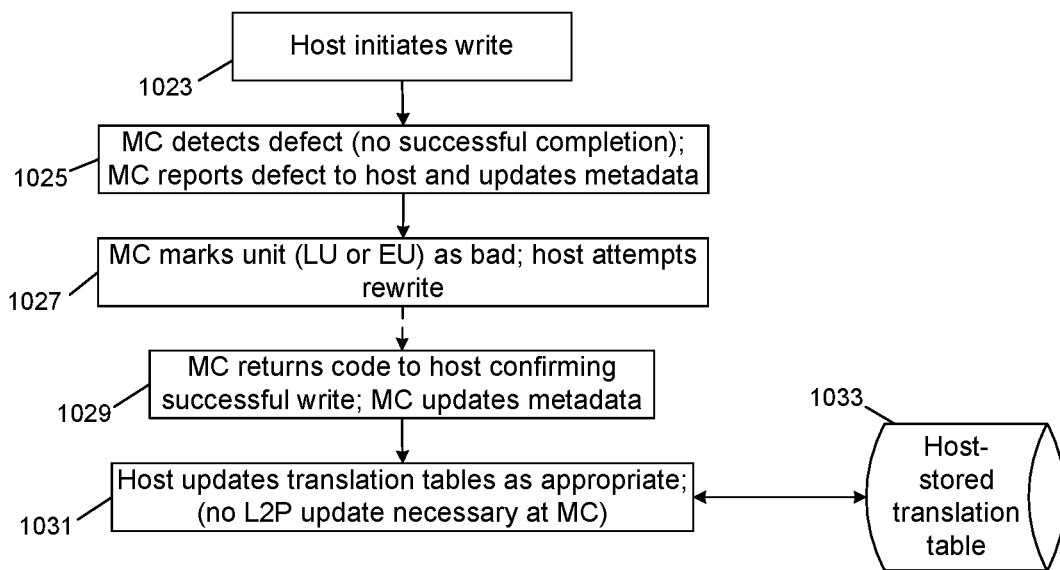 Host initiates write
1023
MC detects defect (no successful completion);
MC reports defect to host and updates metadata
1025
MC marks unit (LU or EU) as bad; host attempts
rewrite
1027
MC returns code to host confirming
successful write; MC updates metadata
1029
1033
Host updates translation tables as appropriate;
(no L2P update necessary at MC)
1031
Host-
stored
translation
table